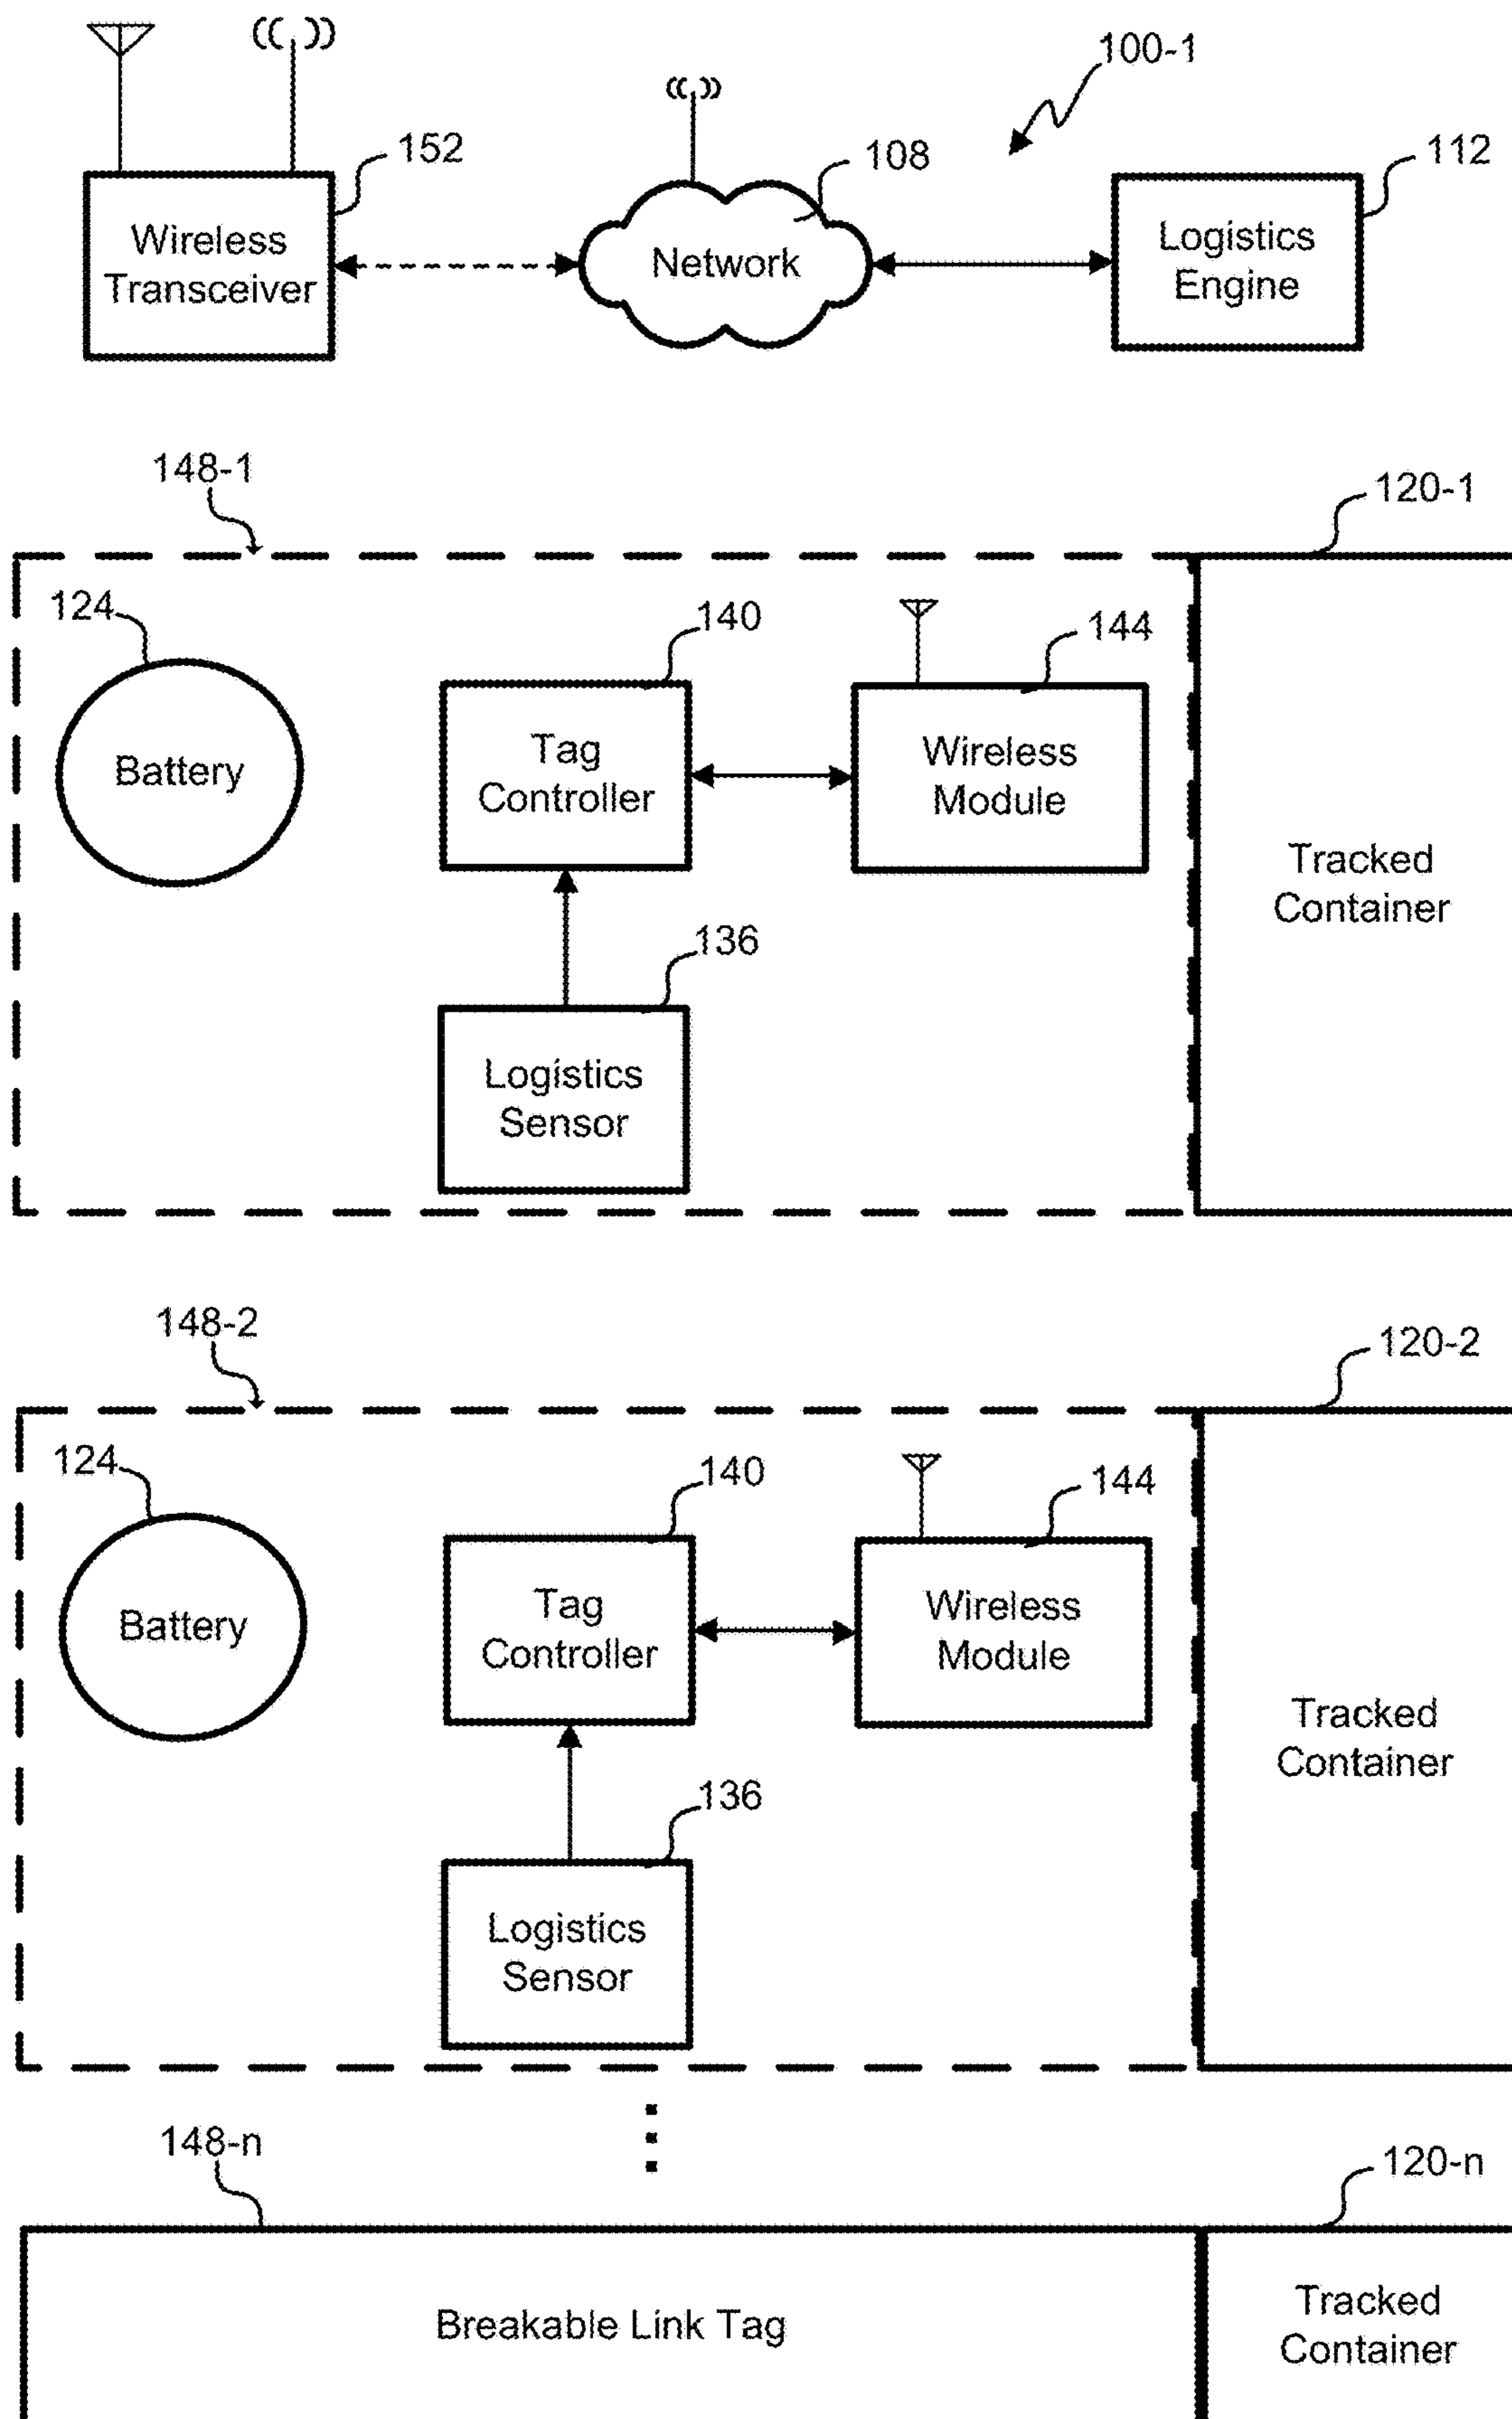 100-1
152
108
112
Wireless
Transceiver
Network
Logistics
Engine
148-1
120-1
124
140
144
Battery
Tag
Controller
Wireless
Module
Tracked
Container
136
Logistics
Sensor
148-2
120-2
124
140
144
Battery
Tag
Controller
Wireless
Module
Tracked
Container
136
Logistics
Sensor
148-n
120-n
Breakable Link Tag
Tracked
Container